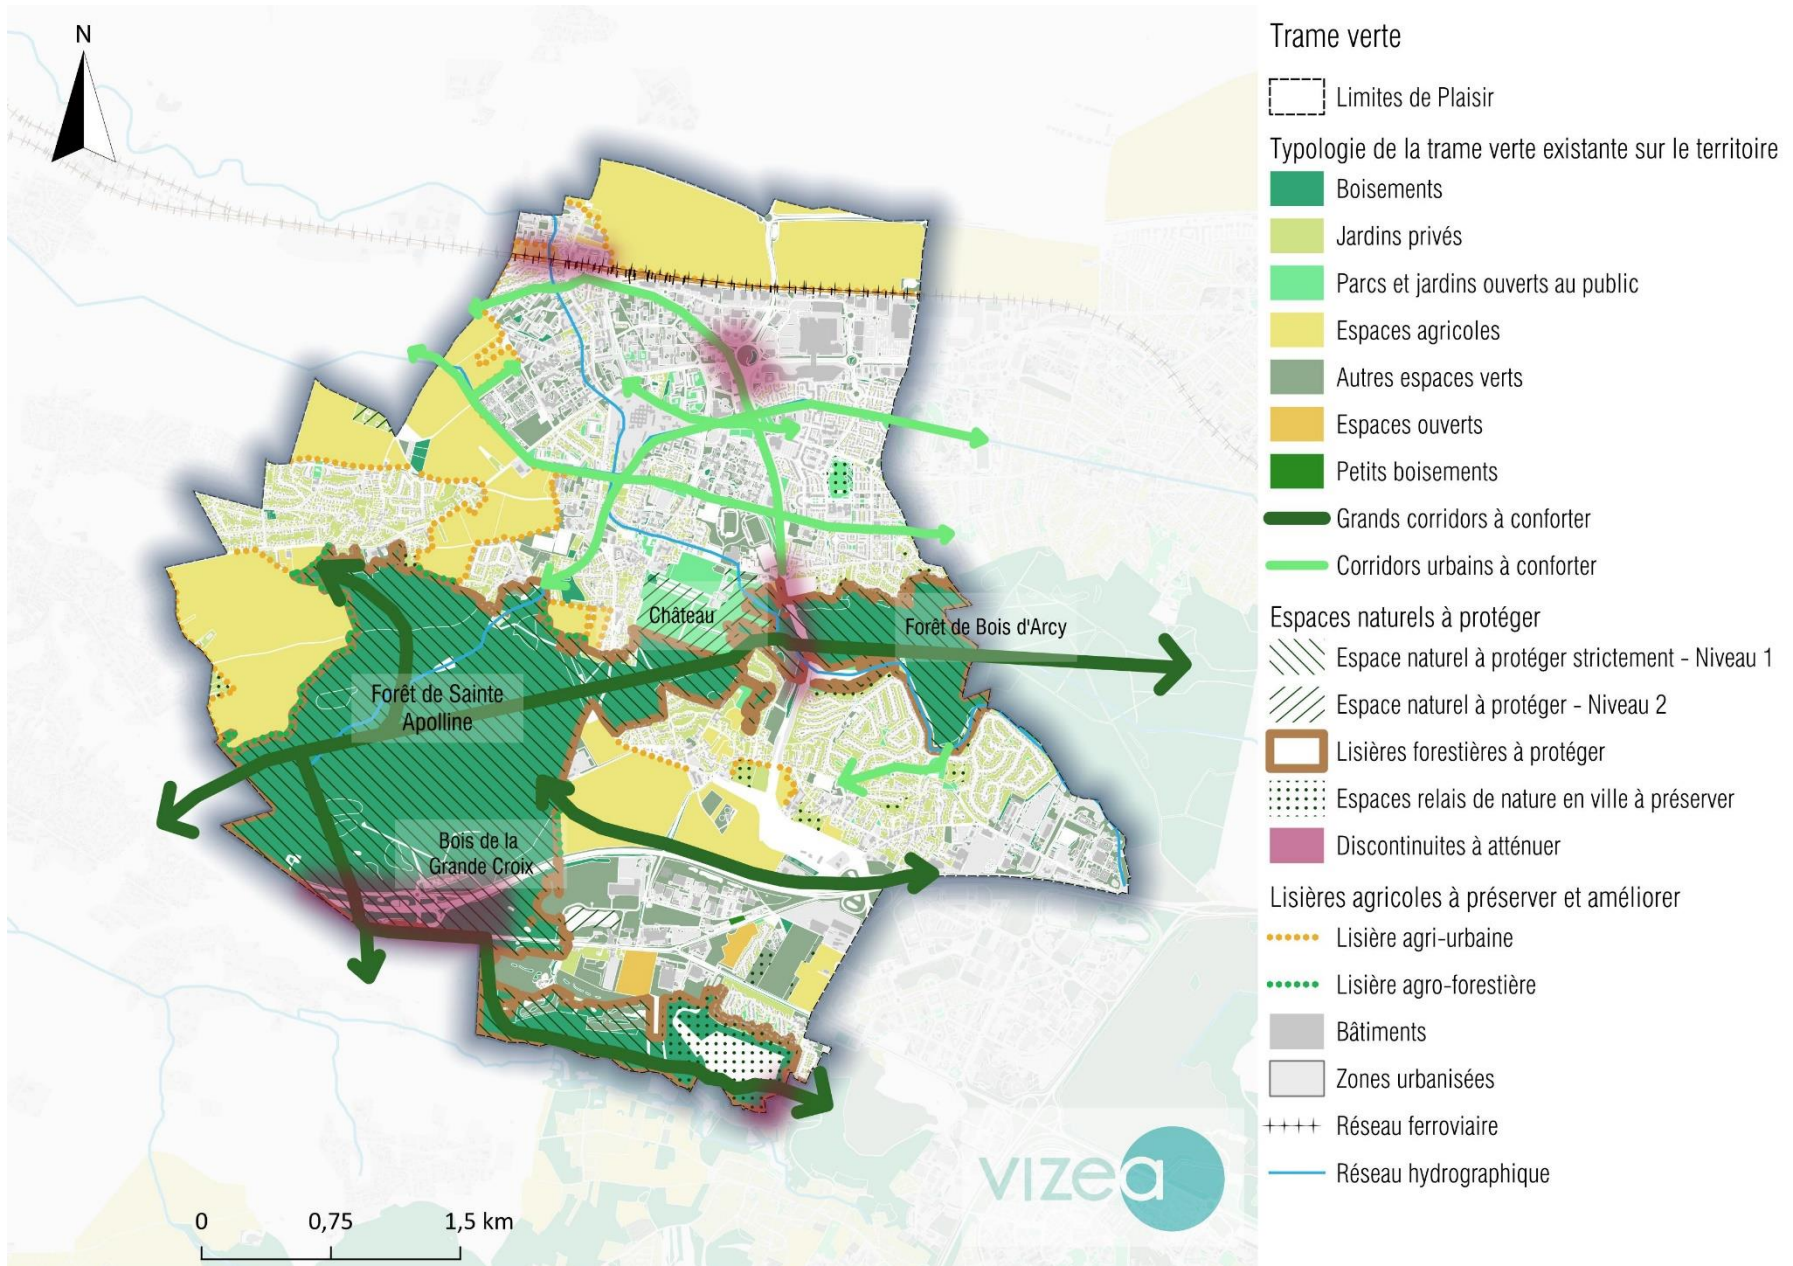 N
Château
Forêt de Bois d'Arcy
Forêt de Sainte
Apolline
Bois de la
Grande Croix
0 0,75 1,5 km
vizea
Trame verte
Limites de Plaisir
Typologie de la trame verte existante sur le territoire
Boisements
Jardins privés
Parcs et jardins ouverts au public
Espaces agricoles
Autres espaces verts
Espaces ouverts
Petits boisements
Grands corridors à conforter
Corridors urbains à conforter
Espaces naturels à protéger
Espace naturel à protéger strictement - Niveau 1
Espace naturel à protéger - Niveau 2
Lisières forestières à protéger
Espaces relais de nature en ville à préserver
Discontinuites à atténuer
Lisières agricoles à préserver et améliorer
Lisière agri-urbaine
Lisière agro-forestière
Bâtiments
Zones urbanisées
Réseau ferroviaire
Réseau hydrographique